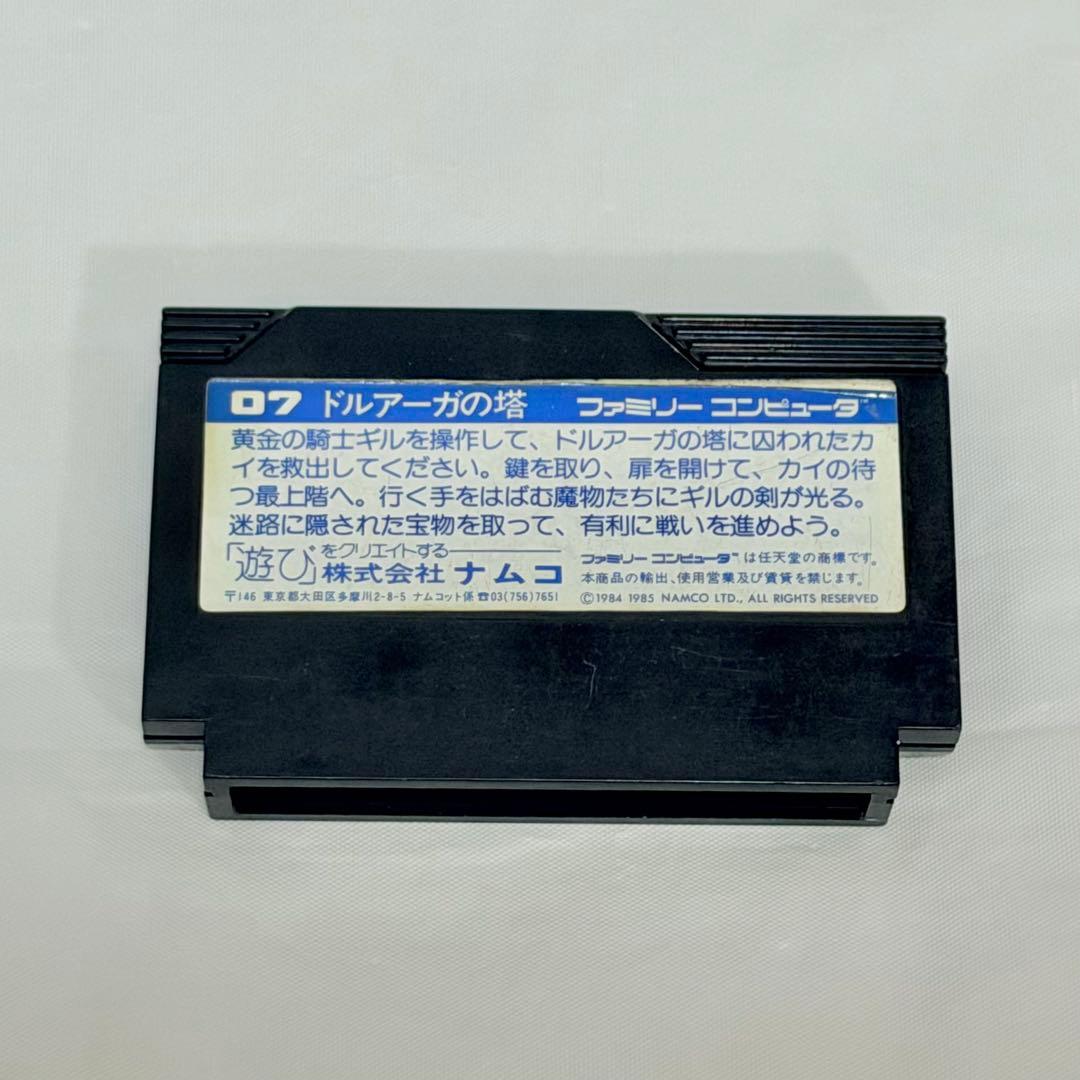 07 ドルアーガの塔 ファミリー コンピュータ™
黄金の騎士ギルを操作して、ドルアーガの塔に囚われたカ
イを救出してください。鍵を取り、扉を開けて、カイの待
つ最上階へ。行く手をはばむ魔物たちにギルの剣が光る。
迷路に隠された宝物を取って、有利に戦いを進めよう。
「遊び」をクリエイトする
株式会社 ナムコ
〒146 東京都大田区多摩川2-8-5 ナムコット係 ☎03(756)7651
ファミリー コンピュータ™は任天堂の商標です。
本商品の輸出、使用営業及び賃貸を禁じます。
©1984 1985 NAMCO LTD., ALL RIGHTS RESERVED